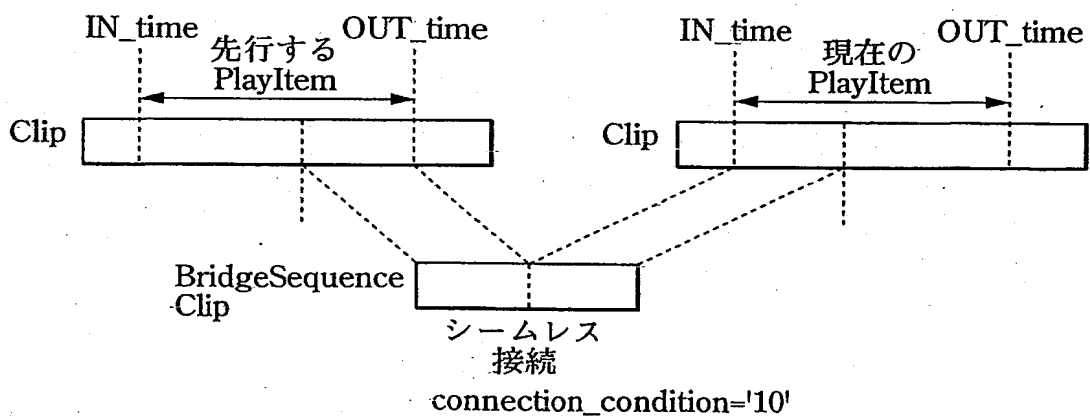 IN_time
OUT_time
先行する
PlayItem
Clip
IN_time
OUT_time
現在の
PlayItem
Clip
BridgeSequence
Clip
シームレス
接続
connection_condition='10'